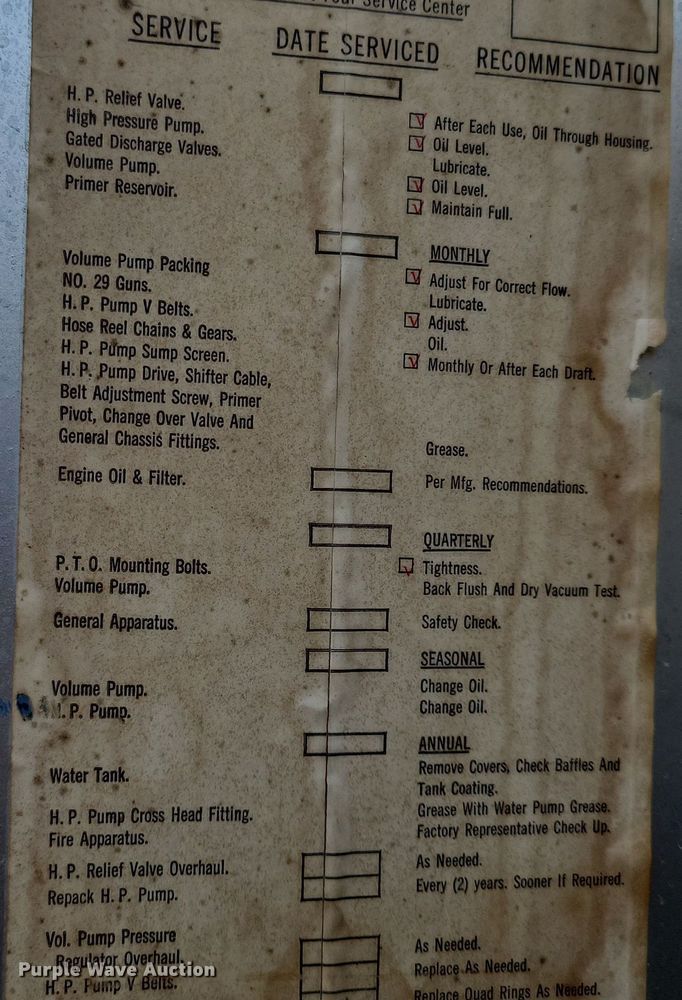 Your Service Center
SERVICE DATE SERVICED RECOMMENDATION
H. P. Relief Valve. After Each Use, Oil Through Housing.
High Pressure Pump. Oil Level.
Gated Discharge Valves. Lubricate.
Volume Pump. Oil Level.
Primer Reservoir. Maintain Full.
MONTHLY
Volume Pump Packing Adjust For Correct Flow.
NO. 29 Guns. Lubricate.
H. P. Pump V Belts. Adjust.
Hose Reel Chains & Gears. Oil.
H. P. Pump Sump Screen. Monthly Or After Each Draft.
H. P. Pump Drive, Shifter Cable,
Belt Adjustment Screw, Primer
Pivot, Change Over Valve And
General Chassis Fittings. Grease.
Engine Oil & Filter. Per Mfg. Recommendations.
QUARTERLY
P. T. O. Mounting Bolts. Tightness.
Volume Pump. Back Flush And Dry Vacuum Test.
General Apparatus. Safety Check.
SEASONAL
Volume Pump. Change Oil.
H. P. Pump. Change Oil.
ANNUAL
Water Tank. Remove Covers, Check Baffles And
Tank Coating.
H. P. Pump Cross Head Fitting. Grease With Water Pump Grease.
Fire Apparatus. Factory Representative Check Up.
H. P. Relief Valve Overhaul. As Needed.
Repack H. P. Pump. Every (2) years. Sooner If Required.
Vol. Pump Pressure
Regulator Overhaul. As Needed.
H. P. Pump V Belts. Replace As Needed.
Replace Quad Rings As Needed.
Purple Wave Auction